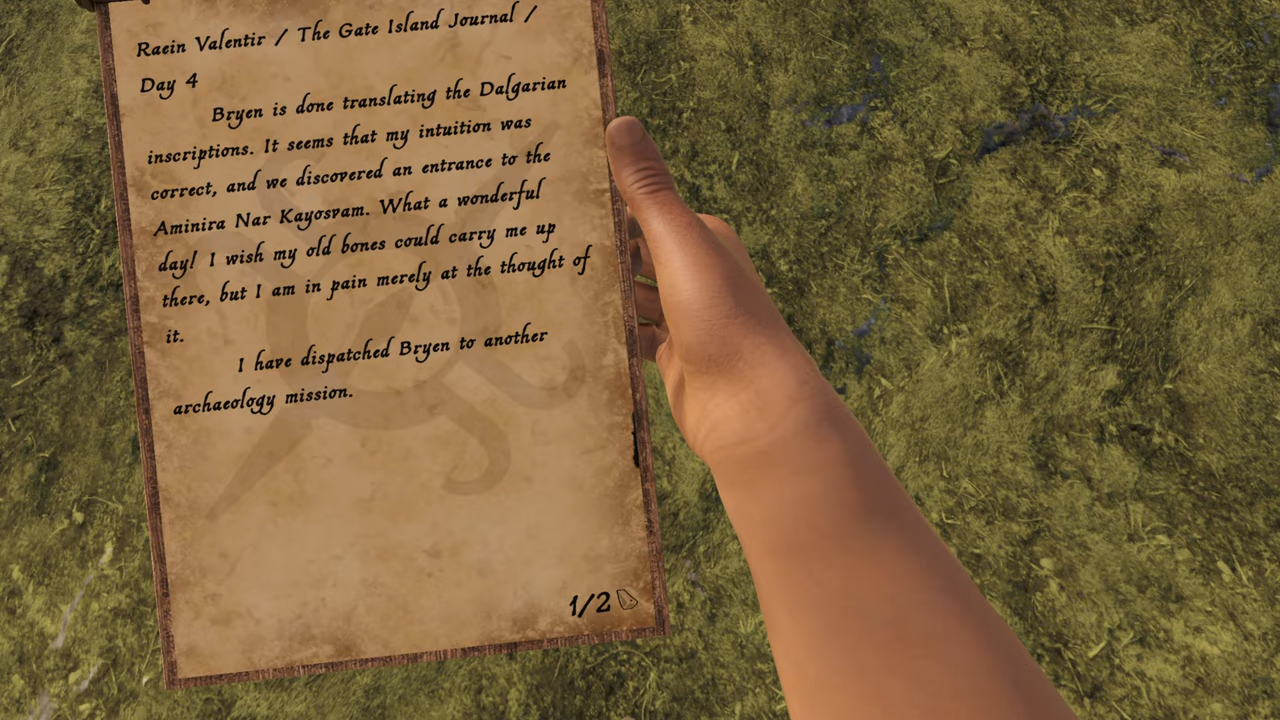 Raein Valentir / The Gate Island Journal /
Day 4
Bryen is done translating the Dalgarian
inscriptions. It seems that my intuition was
correct, and we discovered an entrance to the
Aminira Nar Kayosvam. What a wonderful
day! I wish my old bones could carry me up
there, but I am in pain merely at the thought of
it.
I have dispatched Bryen to another
archaeology mission.
1/2